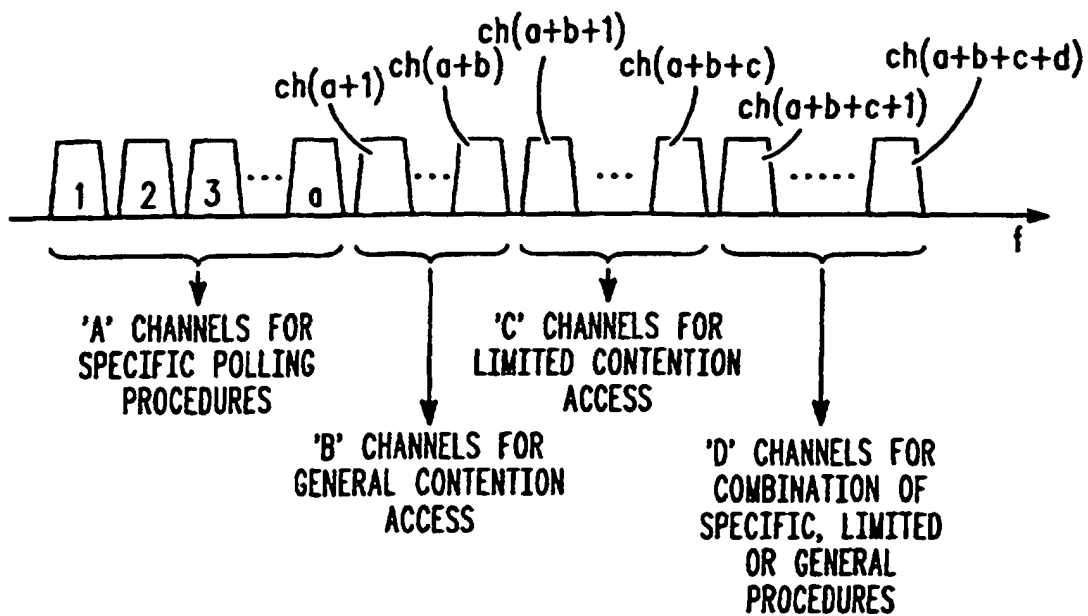 ch(a+1)
ch(a+b)
ch(a+b+1)
ch(a+b+c)
ch(a+b+c+1)
ch(a+b+c+d)
1 2 3 ... a ... ... .....
f
'A' CHANNELS FOR
SPECIFIC POLLING
PROCEDURES
'B' CHANNELS FOR
GENERAL CONTENTION
ACCESS
'C' CHANNELS FOR
LIMITED CONTENTION
ACCESS
'D' CHANNELS FOR
COMBINATION OF
SPECIFIC, LIMITED
OR GENERAL
PROCEDURES